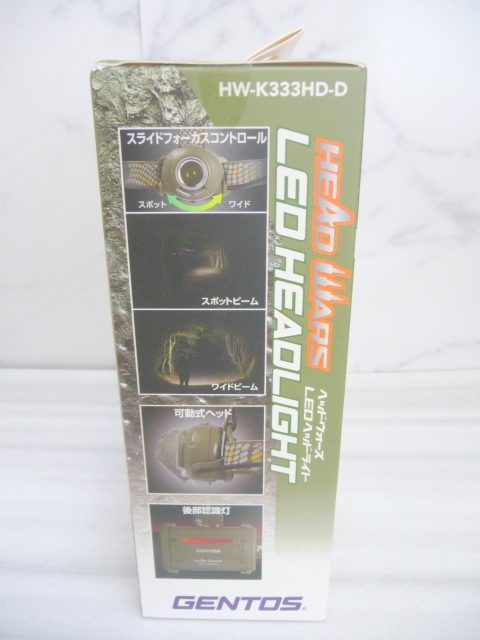 HW-K333HD-D
スライドフォーカスコントロール
スポット
ワイド
スポットビーム
ワイドビーム
可動式ヘッド
後部認識灯
GENTOS
HEAD WARS
LED HEADLIGHT
ヘッド・ウォーズ
LEDヘッドライト
GENTOS®